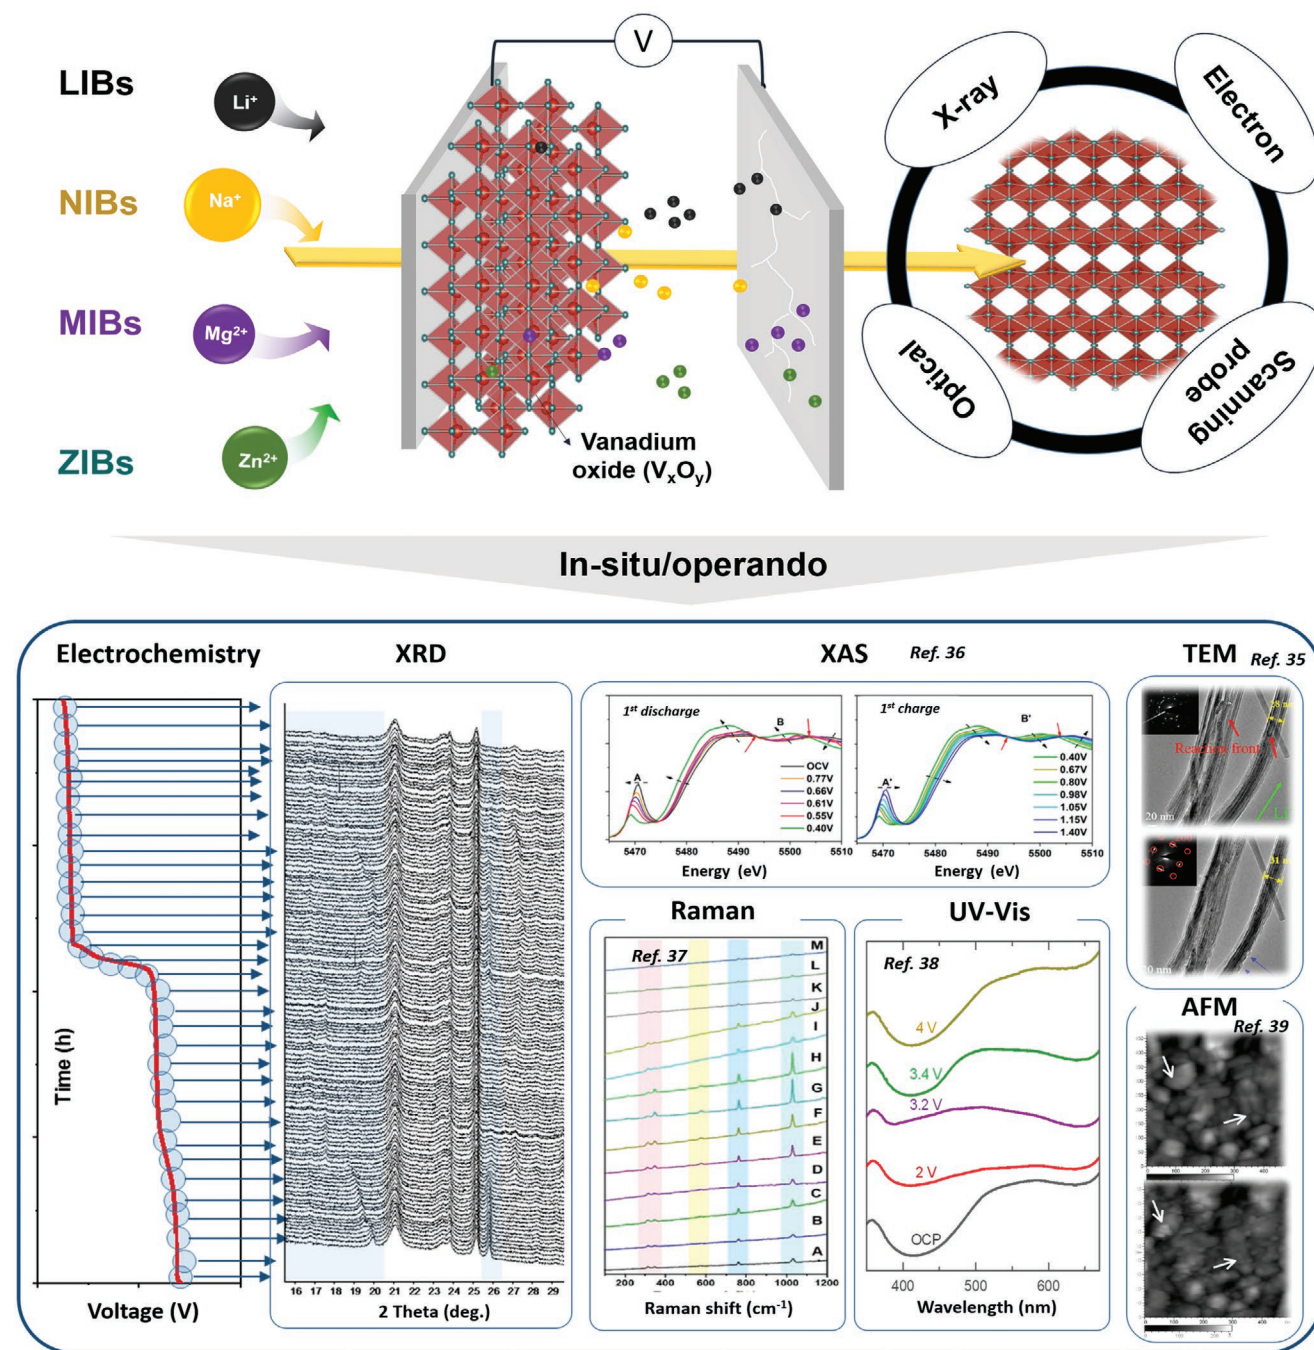 V
LIBs
Li+
NIBs
Na+
MIBs
Mg2+
ZIBs
Zn2+
Vanadium
oxide (VxOy)
X-ray
Electron
Optical
Scanning
probe
In-situ/operando
Electrochemistry
Time (h)
Voltage (V)
XRD
16 17 18 19 20 21 22 23 24 25 26 27 28 29
2 Theta (deg.)
XAS
Ref. 36
1st discharge
A
B
OCV
0.77V
0.66V
0.61V
0.55V
0.40V
5470 5480 5490 5500 5510
Energy (eV)
1st charge
A'
B'
0.40V
0.67V
0.80V
0.98V
1.05V
1.15V
1.40V
5470 5480 5490 5500 5510
Energy (eV)
TEM
Ref. 35
Reaction front
20 nm
Raman
Ref. 37
M
L
K
J
I
H
G
F
E
D
C
B
A
200 400 600 800 1000 1200
Raman shift (cm-1)
UV-Vis
Ref. 38
4 V
3.4 V
3.2 V
2 V
OCP
400 500 600
Wavelength (nm)
AFM
Ref. 39